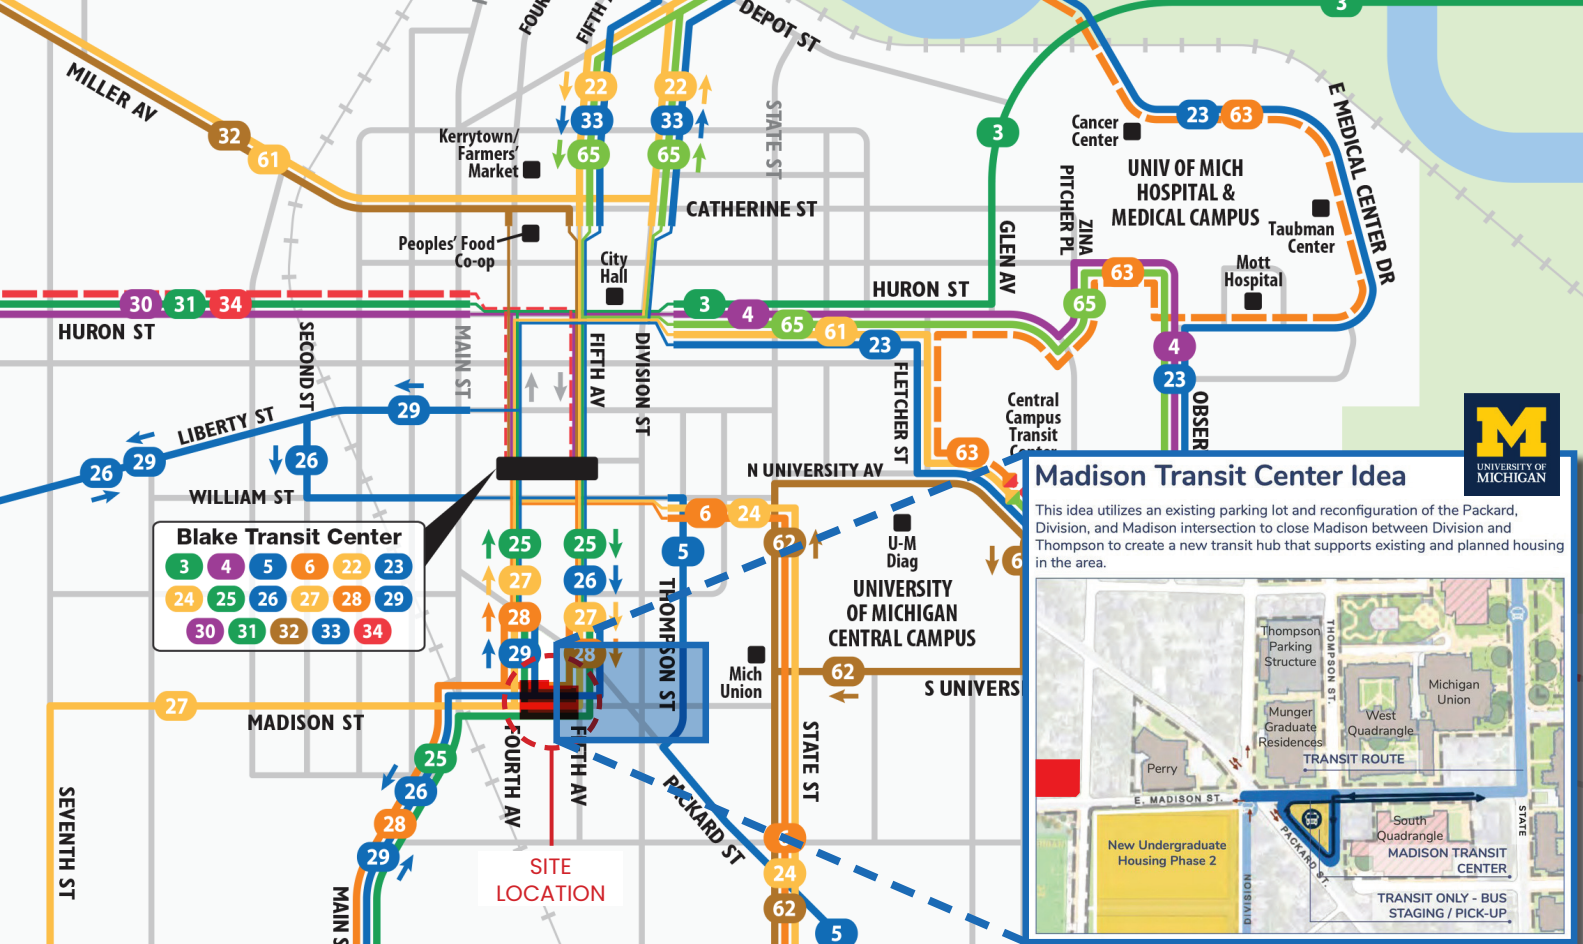 FOUR
FIFTH
DEPOT ST
3
MILLER AV
32
61
22
33
65
22
33
65
STATE ST
Kerrytown/
Farmers'
Market
3
Cancer
Center
23
63
E MEDICAL CENTER DR
UNIV OF MICH
HOSPITAL &
MEDICAL CAMPUS
PITCHER PL
ZINA
Taubman
Center
CATHERINE ST
Peoples' Food
Co-op
City
Hall
GLEN AV
Mott
Hospital
63
65
30
31
34
HURON ST
3
4
65
61
23
HURON ST
SECOND ST
MAIN ST
FIFTH AV
DIVISION ST
FLETCHER ST
4
23
OBSER
29
LIBERTY ST
26
29
26
Central
Campus
Transit
63
N UNIVERSITY AV
WILLIAM ST
6
24
Blake Transit Center
3 4 5 6 22 23
24 25 26 27 28 29
30 31 32 33 34
25
27
28
29
25
26
27
28
5
THOMPSON ST
62
6
U-M
Diag
UNIVERSITY
OF MICHIGAN
CENTRAL CAMPUS
Mich
Union
62
S UNIVERSI
27
MADISON ST
FOURTH AV
FIFTH AV
STATE ST
PACKARD ST
25
26
28
29
SEVENTH ST
MAIN S
SITE
LOCATION
24
62
5
Madison Transit Center Idea
M
UNIVERSITY OF
MICHIGAN
This idea utilizes an existing parking lot and reconfiguration of the Packard,
Division, and Madison intersection to close Madison between Division and
Thompson to create a new transit hub that supports existing and planned housing
in the area.
Thompson
Parking
Structure
THOMPSON ST.
Michigan
Union
Munger
Graduate
Residences
West
Quadrangle
TRANSIT ROUTE
Perry
E. MADISON ST.
STATE
South
Quadrangle
PACKARD ST.
New Undergraduate
Housing Phase 2
MADISON TRANSIT
CENTER
DIVISION
TRANSIT ONLY - BUS
STAGING / PICK-UP